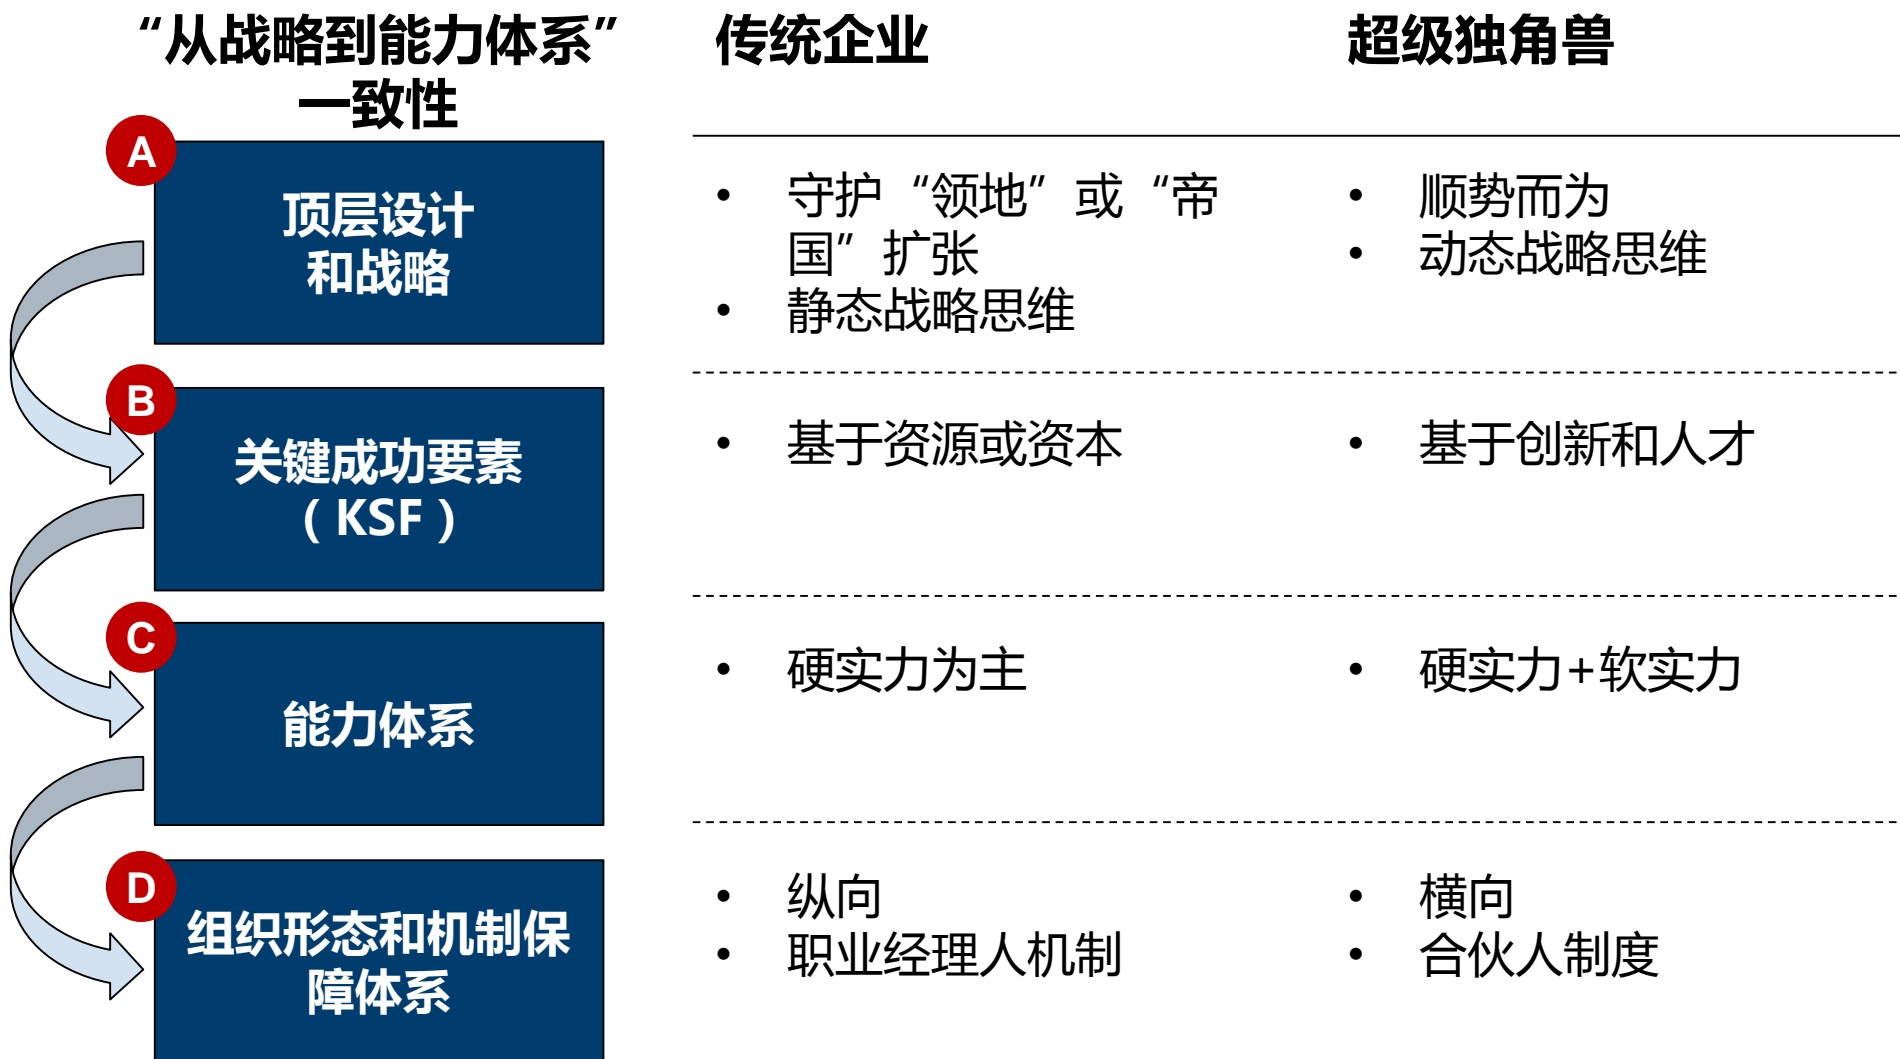 “从战略到能力体系”
一致性
传统企业
超级独角兽
A
顶层设计
和战略
• 守护“领地”或“帝
国”扩张
• 静态战略思维
• 顺势而为
• 动态战略思维
B
关键成功要素
（KSF）
• 基于资源或资本
• 基于创新和人才
C
能力体系
• 硬实力为主
• 硬实力+软实力
D
组织形态和机制保
障体系
• 纵向
• 职业经理人机制
• 横向
• 合伙人制度